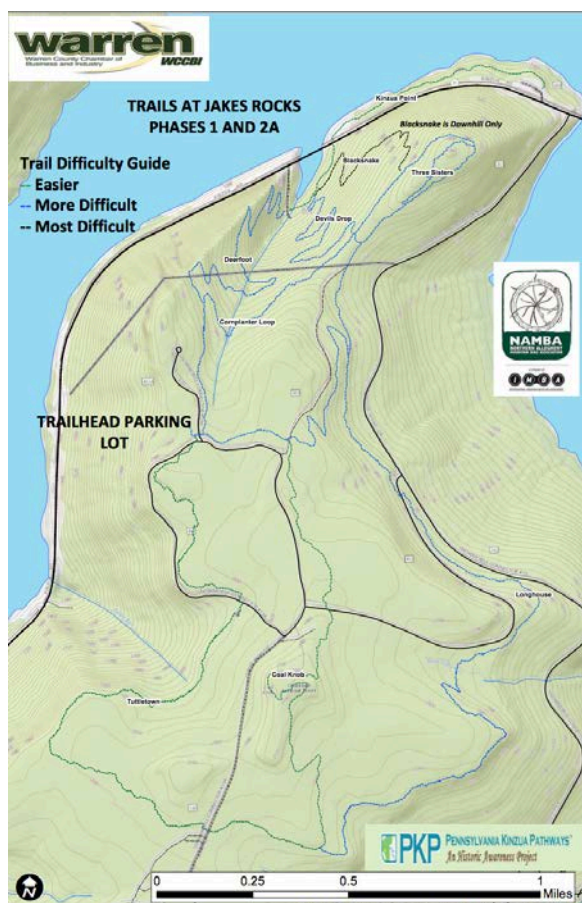 warren
WCCBI
Warren County Chamber of
Business and Industry
TRAILS AT JAKES ROCKS
PHASES 1 AND 2A
Trail Difficulty Guide
-- Easier
-- More Difficult
-- Most Difficult
Kinzua Point
Blacksnake is Downhill Only
Blacksnake
Three Sisters
Devils Drop
Deerfoot
Cornplanter Loop
NAMBA
NORTHERN ALLEGHENY
MOUNTAIN BIKE ASSOCIATION
IMBA
TRAILHEAD PARKING
LOT
Longhouse
Coal Knob
Tuttletown
PKP PENNSYLVANIA KINZUA PATHWAYS
An Historic Awareness Project
N
0 0.25 0.5 1
Miles